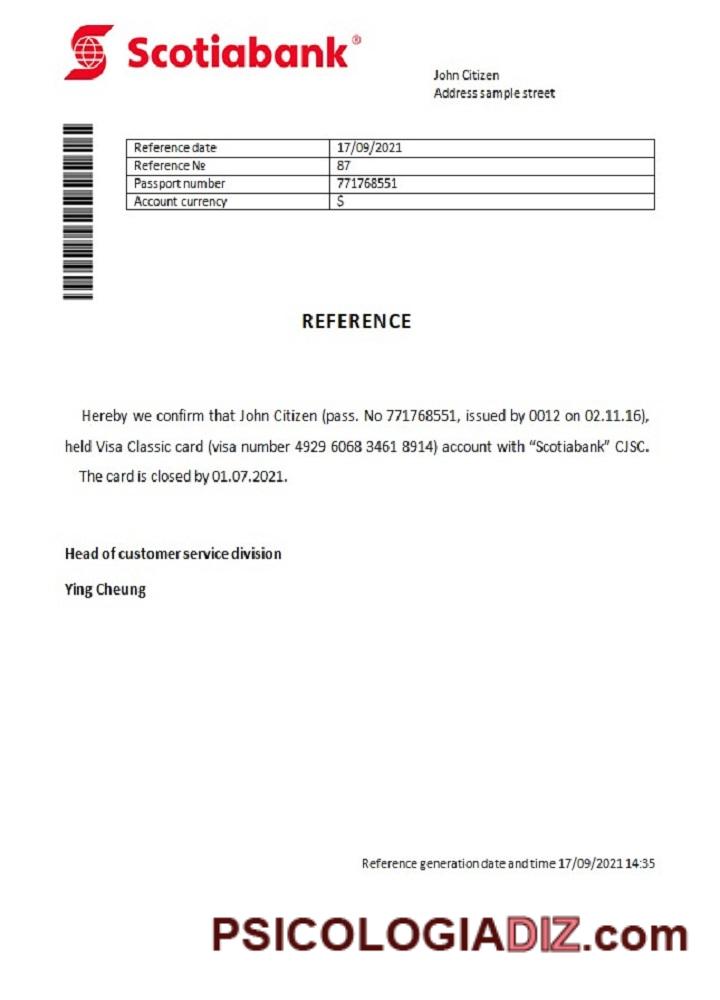 Scotiabank®
John Citizen
Address sample street
Reference date 17/09/2021
Reference № 87
Passport number 771768551
Account currency $
REFERENCE
Hereby we confirm that John Citizen (pass. No 771768551, issued by 0012 on 02.11.16),
held Visa Classic card (visa number 4929 6068 3461 8914) account with “Scotiabank” CJSC.
The card is closed by 01.07.2021.
Head of customer service division
Ying Cheung
Reference generation date and time 17/09/2021 14:35
PSICOLOGIADIZ.com